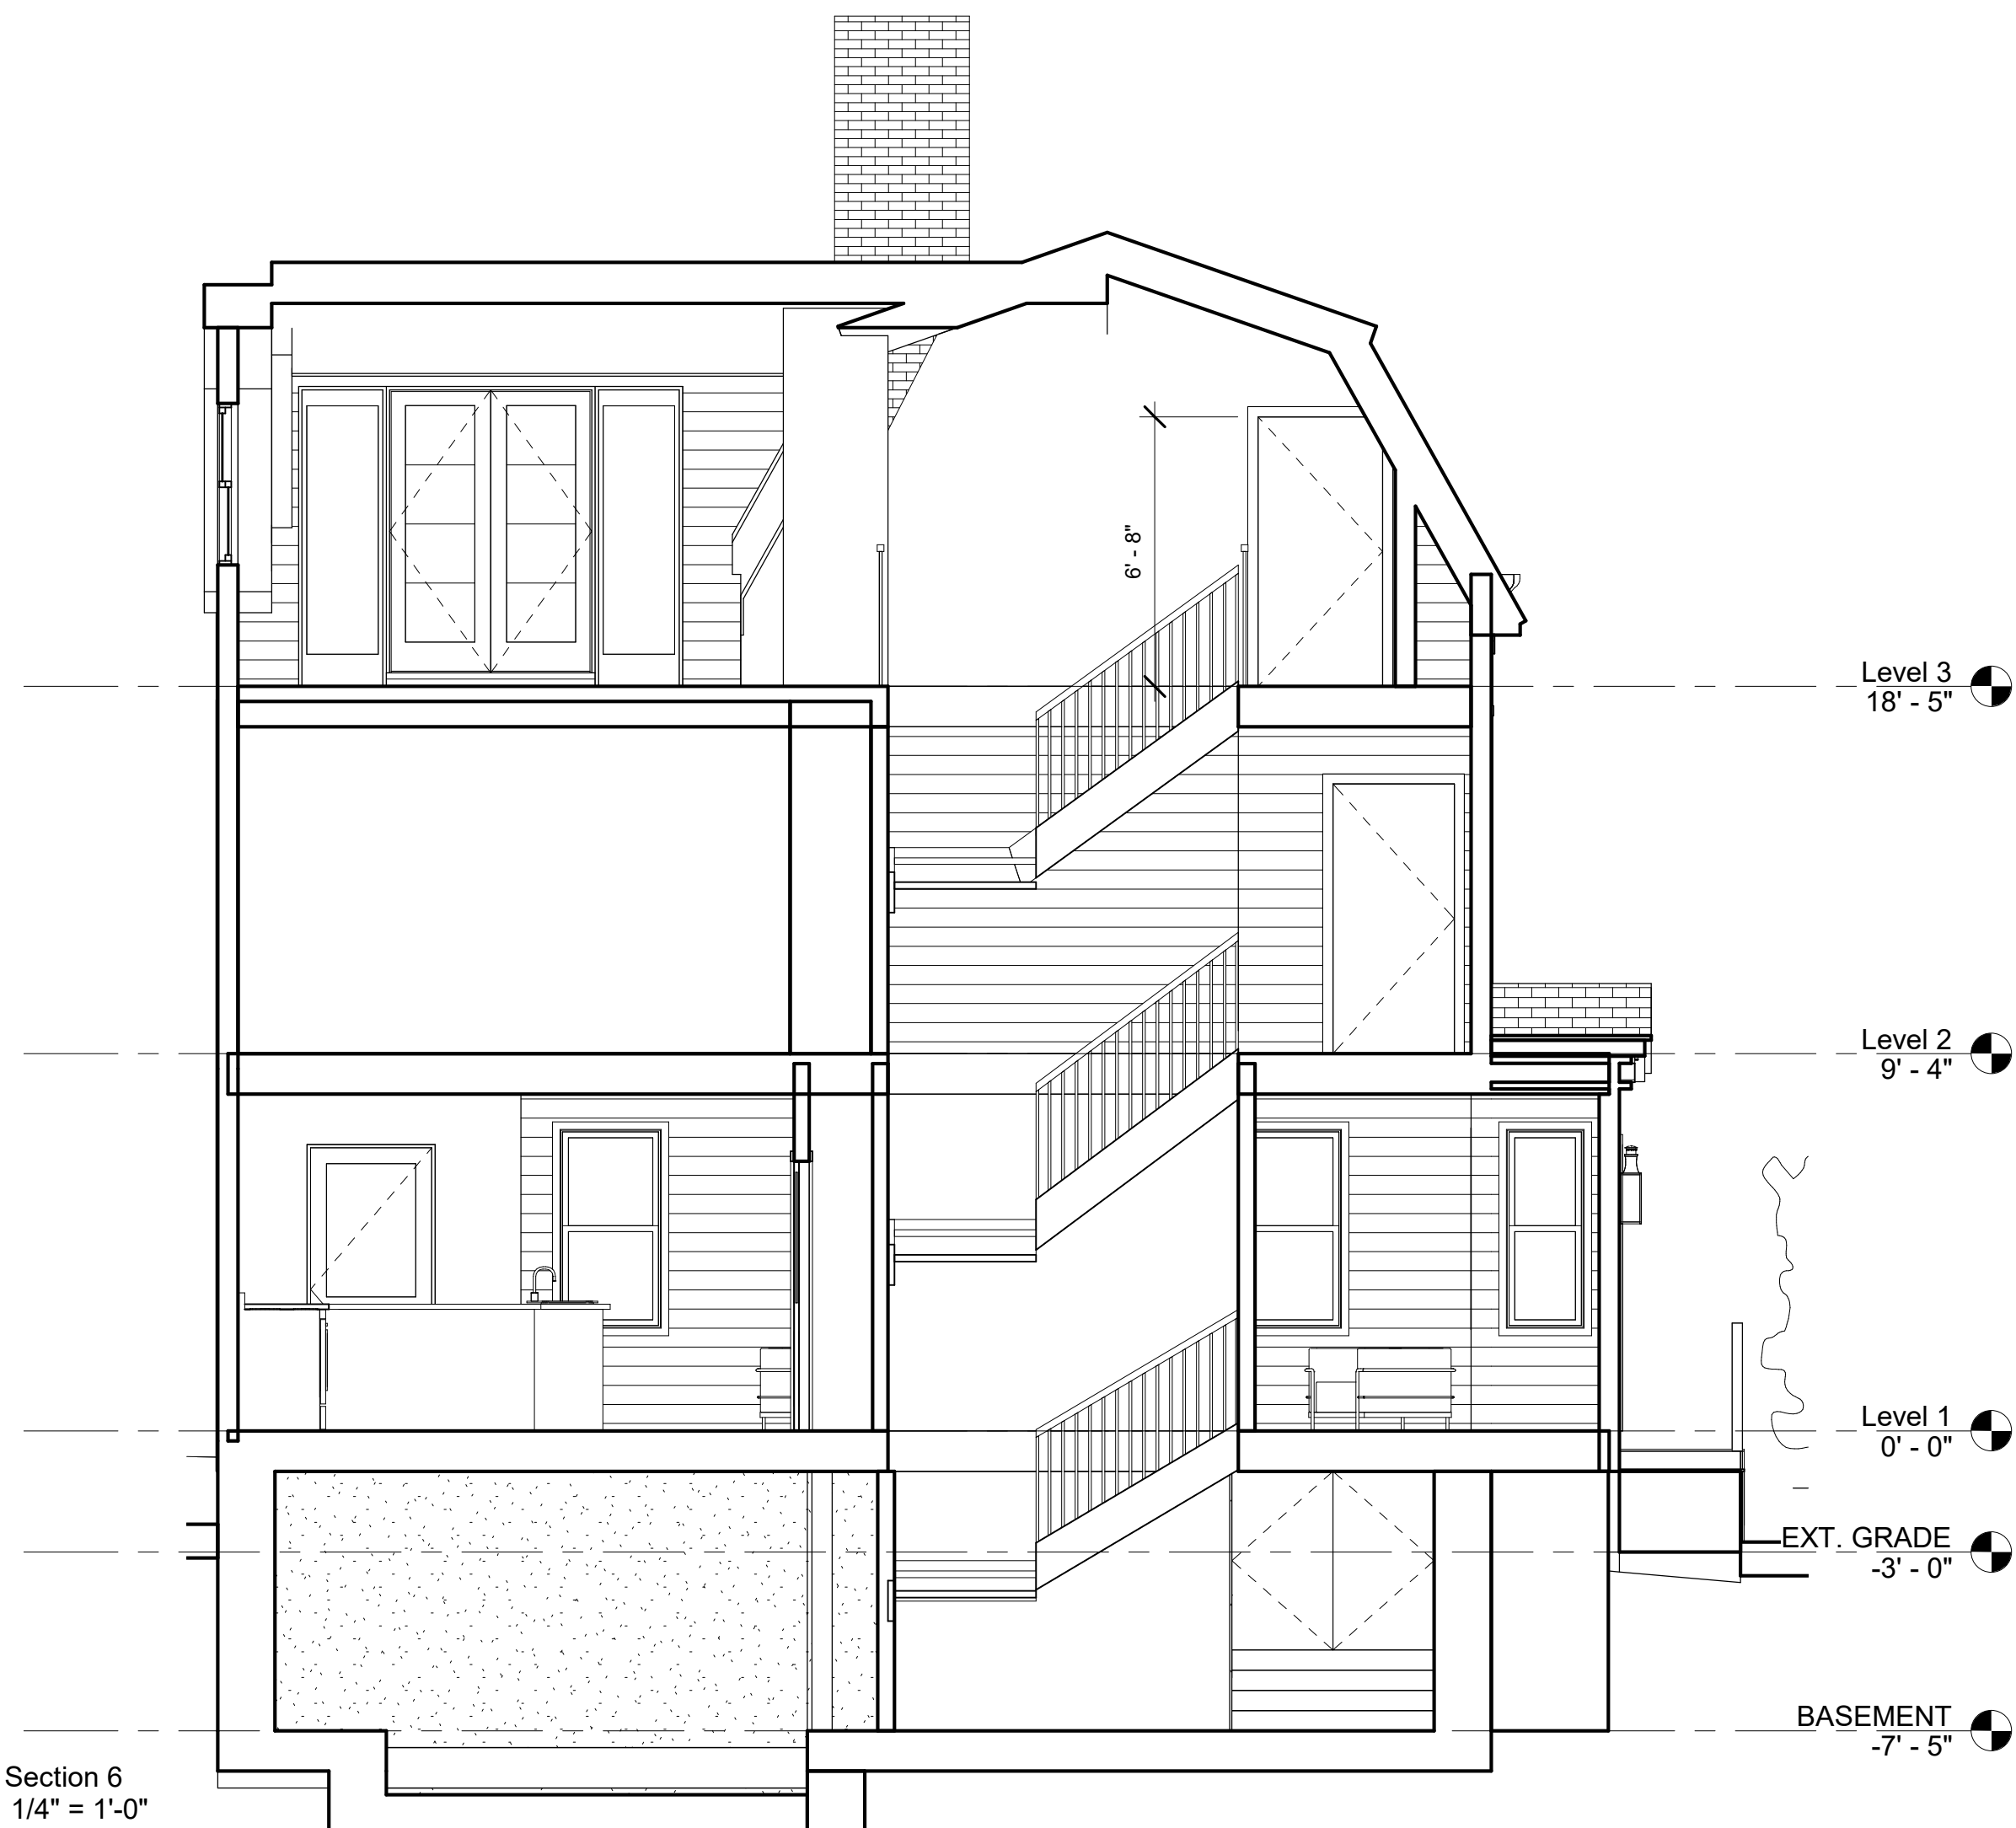 6' - 8"
Level 3
18' - 5"
Level 2
9' - 4"
Level 1
0' - 0"
EXT. GRADE
-3' - 0"
BASEMENT
-7' - 5"
Section 6
1/4" = 1'-0"